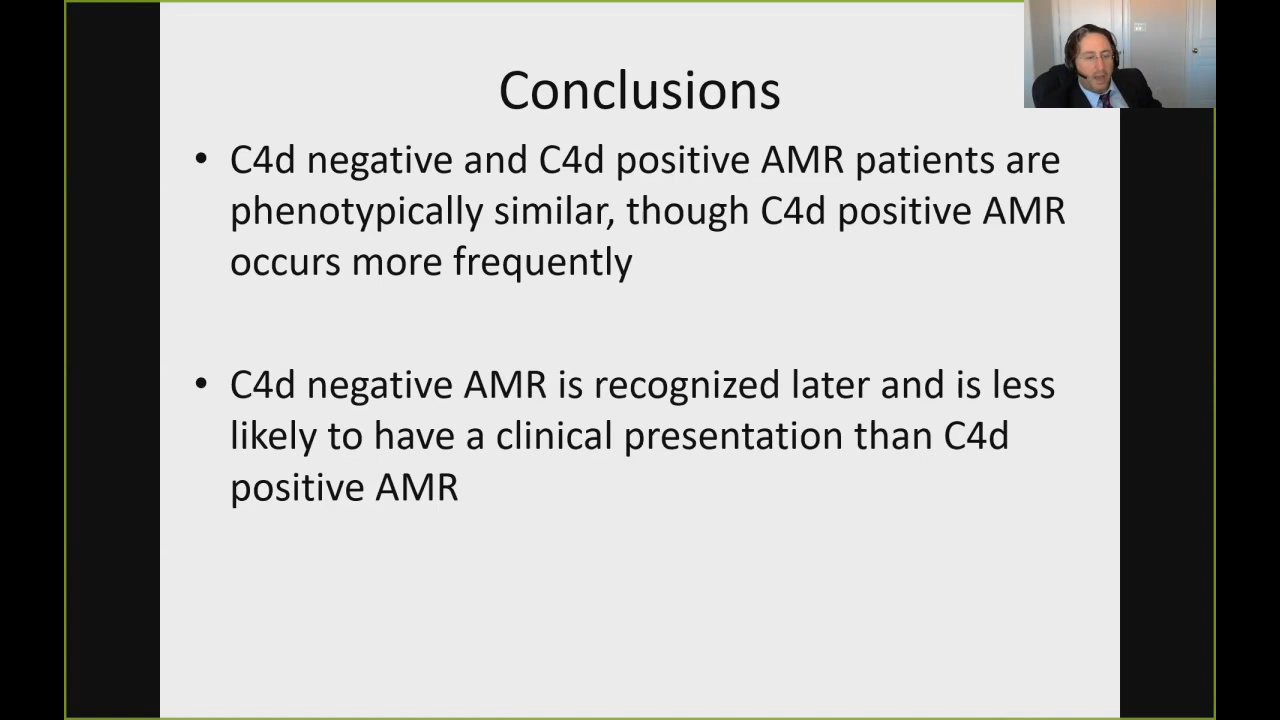 Conclusions
• C4d negative and C4d positive AMR patients are
phenotypically similar, though C4d positive AMR
occurs more frequently
• C4d negative AMR is recognized later and is less
likely to have a clinical presentation than C4d
positive AMR